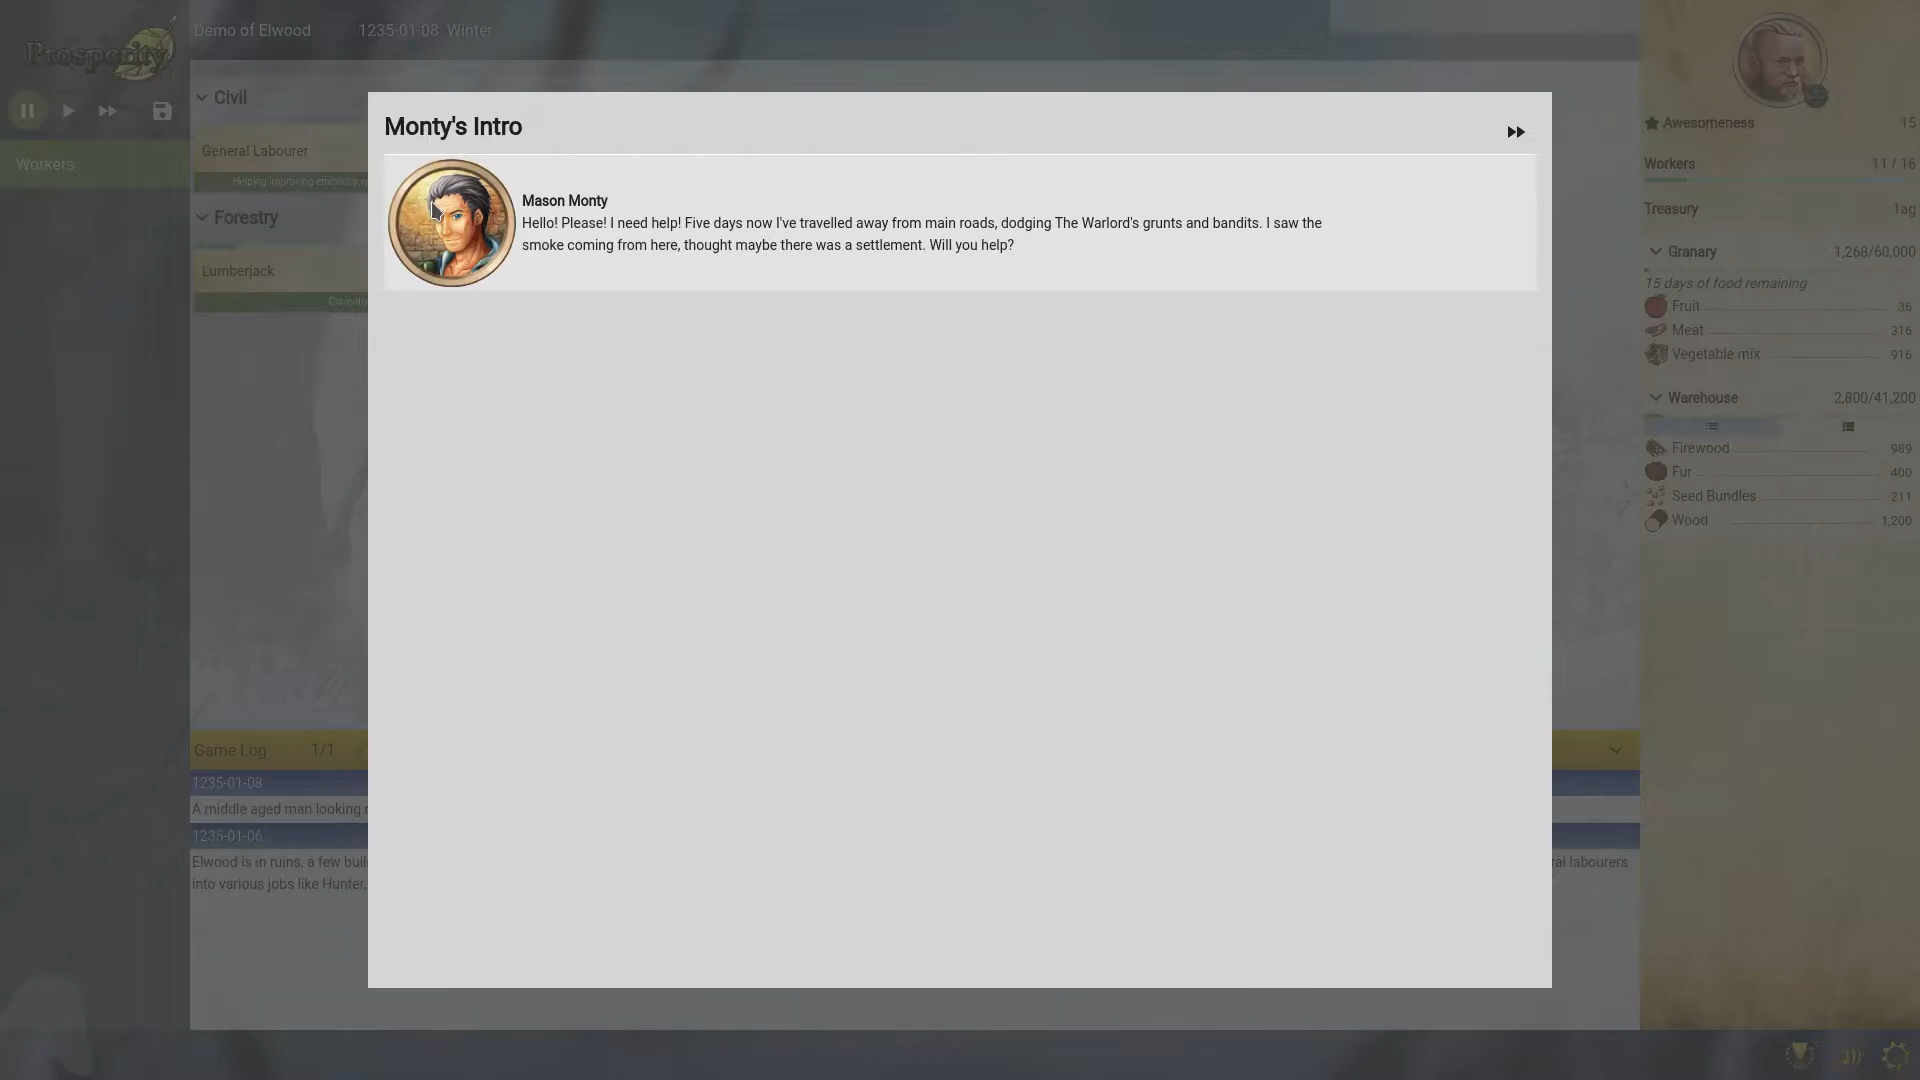 Prosperity
Demo of Elwood 1235-01-08 Winter
Workers
Civil
General Labourer
Helping improving efficiency
Forestry
Lumberjack
Currently
Monty's Intro
Mason Monty
Hello! Please! I need help! Five days now I've travelled away from main roads, dodging The Warlord's grunts and bandits. I saw the
smoke coming from here, thought maybe there was a settlement. Will you help?
Game Log 1/1
1235-01-08
A middle aged man looking
1235-01-06
Elwood is in ruins, a few
ral labourers
into various jobs like Hunter,
Awesomeness 15
Workers 11 / 16
Treasury 1ag
Granary 1,268/60,000
15 days of food remaining
Fruit 36
Meat 316
Vegetable mix 916
Warehouse 2,800/41,200
Firewood 989
Fur 400
Seed Bundles 211
Wood 1,200